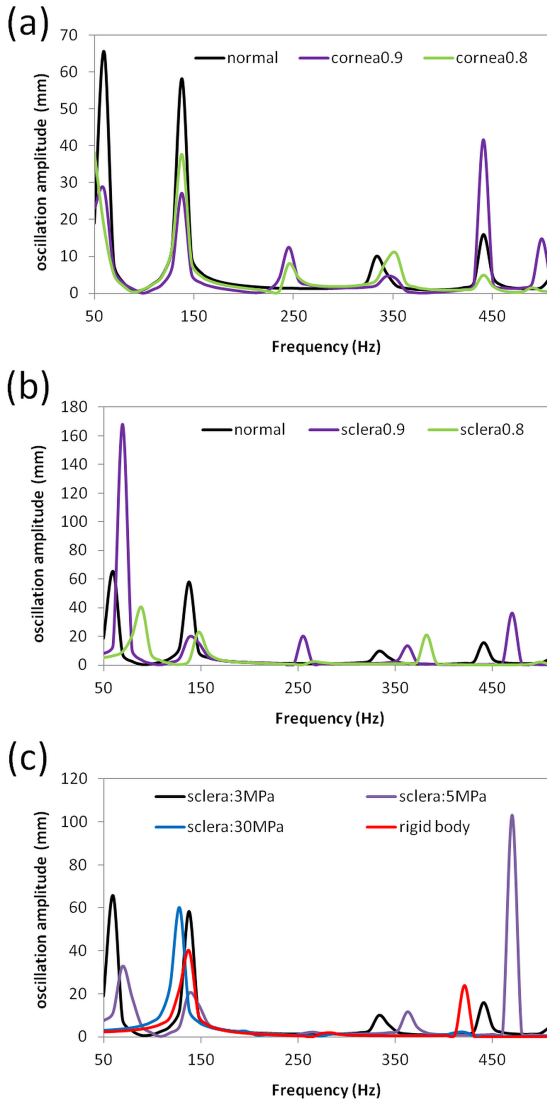 (a)
70
60
50
40
30
20
10
0
oscillation amplitude (mm)
normal cornea0.9 cornea0.8
50 150 250 350 450
Frequency (Hz)
(b)
180
160
140
120
100
80
60
40
20
0
oscillation amplitude (mm)
normal sclera0.9 sclera0.8
50 150 250 350 450
Frequency (Hz)
(c)
120
100
80
60
40
20
0
oscillation amplitude (mm)
sclera:3MPa sclera:5MPa
sclera:30MPa rigid body
50 150 250 350 450
Frequency (Hz)